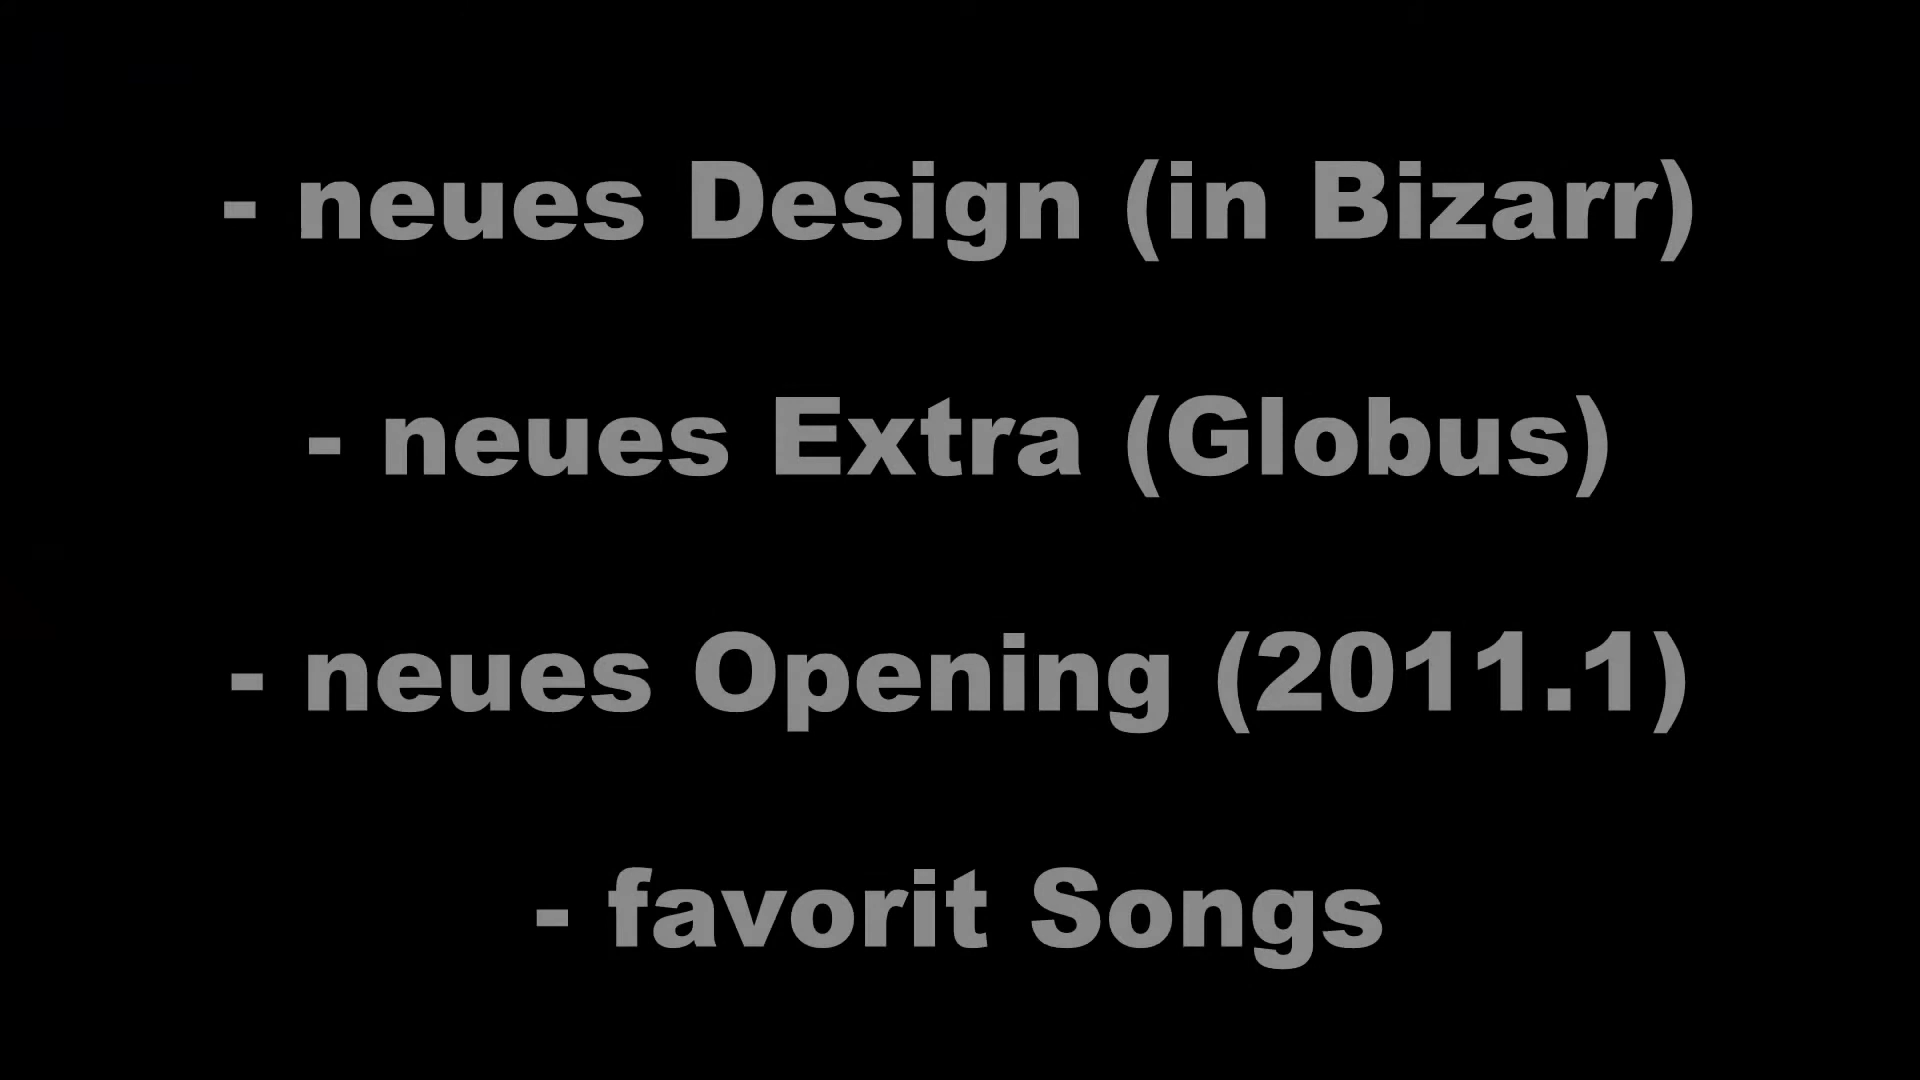 - neues Design (in Bizarr)
- neues Extra (Globus)
- neues Opening (2011.1)
- favorit Songs